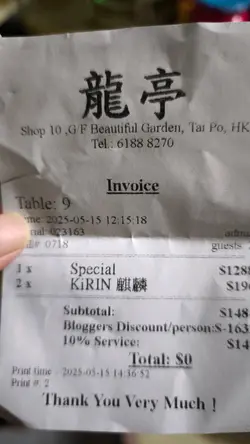 龍亭
Shop 10 ,G/F Beautiful Garden, Tai Po, HK
Tel.: 6188 8270
Invoice
Table: 9
me: 2025-05-15 12:15:18
nal: 023163
# 0718
guests
1 x Special $128
2 x KiRIN 麒麟 $19
Subtotal: $148
Bloggers Discount/person:$-163
10% Service: $14
Total: $0
Print time - 2025-05-15 14:36:52
Print #: 2
Thank You Very Much !